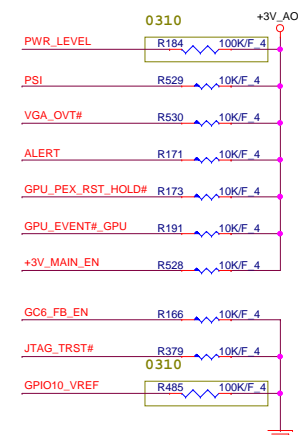 0310 +3V_AO
PWR_LEVEL R184 100K/F_4
PSI R529 10K/F_4
VGA_OVT# R530 10K/F_4
ALERT R171 10K/F_4
GPU_PEX_RST_HOLD# R173 10K/F_4
GPU_EVENT#_GPU R191 10K/F_4
+3V_MAIN_EN R528 10K/F_4
GC6_FB_EN R166 10K/F_4
JTAG_TRST# R379 10K/F_4
0310
GPIO10_VREF R485 100K/F_4